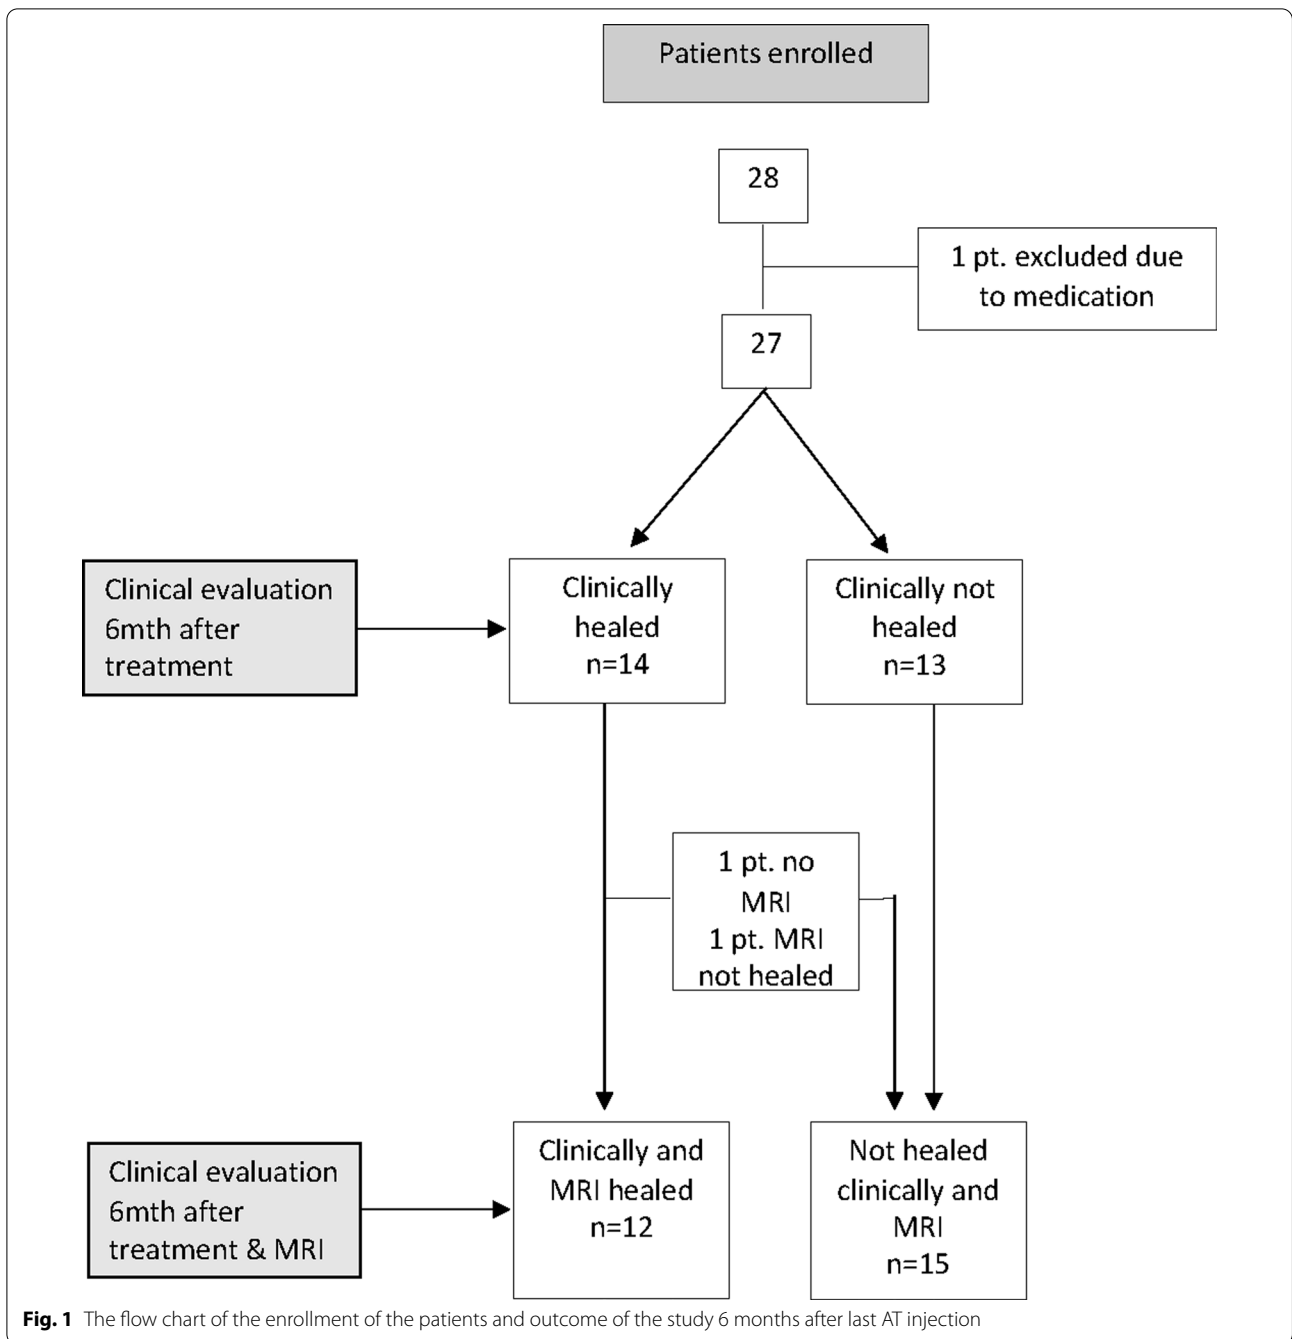 Patients enrolled
28
1 pt. excluded due
to medication
27
Clinical evaluation
6mth after
treatment
Clinically
healed
n=14
Clinically not
healed
n=13
1 pt. no
MRI
1 pt. MRI
not healed
Clinical evaluation
6mth after
treatment & MRI
Clinically and
MRI healed
n=12
Not healed
clinically and
MRI
n=15
Fig. 1 The flow chart of the enrollment of the patients and outcome of the study 6 months after last AT injection